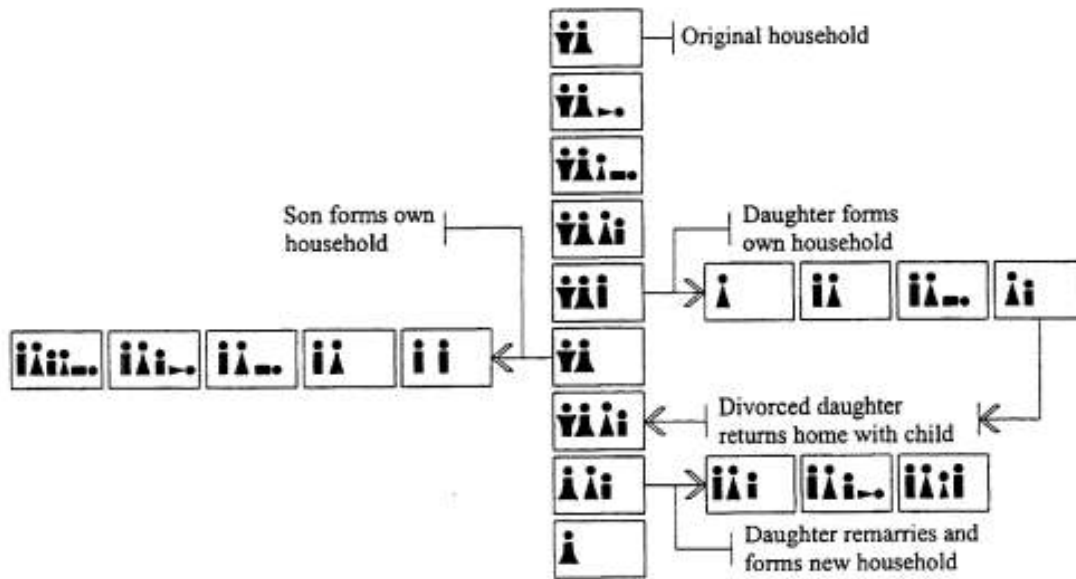 Original household
Son forms own
household
Daughter forms
own household
Divorced daughter
returns home with child
Daughter remarries and
forms new household